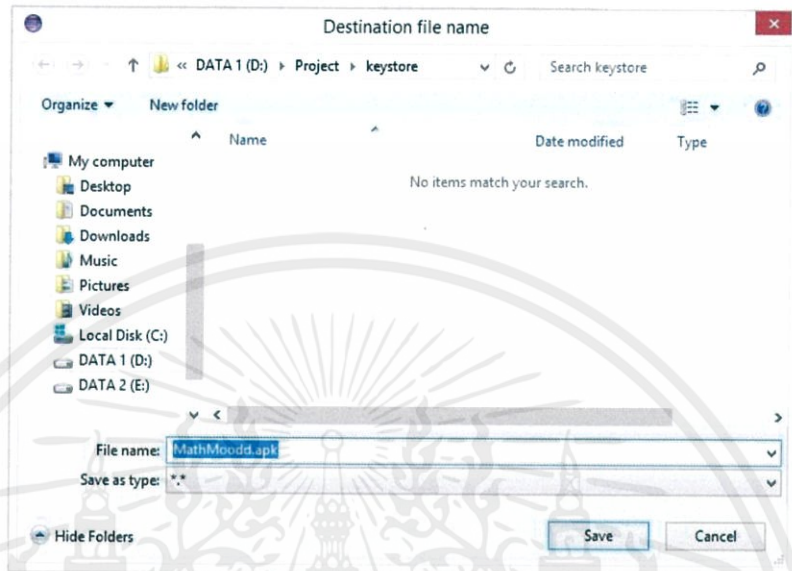 Destination file name
« DATA 1 (D:) Project keystore Search keystore
Organize New folder
Name Date modified Type
My computer No items match your search.
Desktop
Documents
Downloads
Music
Pictures
Videos
Local Disk (C:)
DATA 1 (D:)
DATA 2 (E:)
File name: MathMoodd.apk
Save as type: *.*
Hide Folders Save Cancel